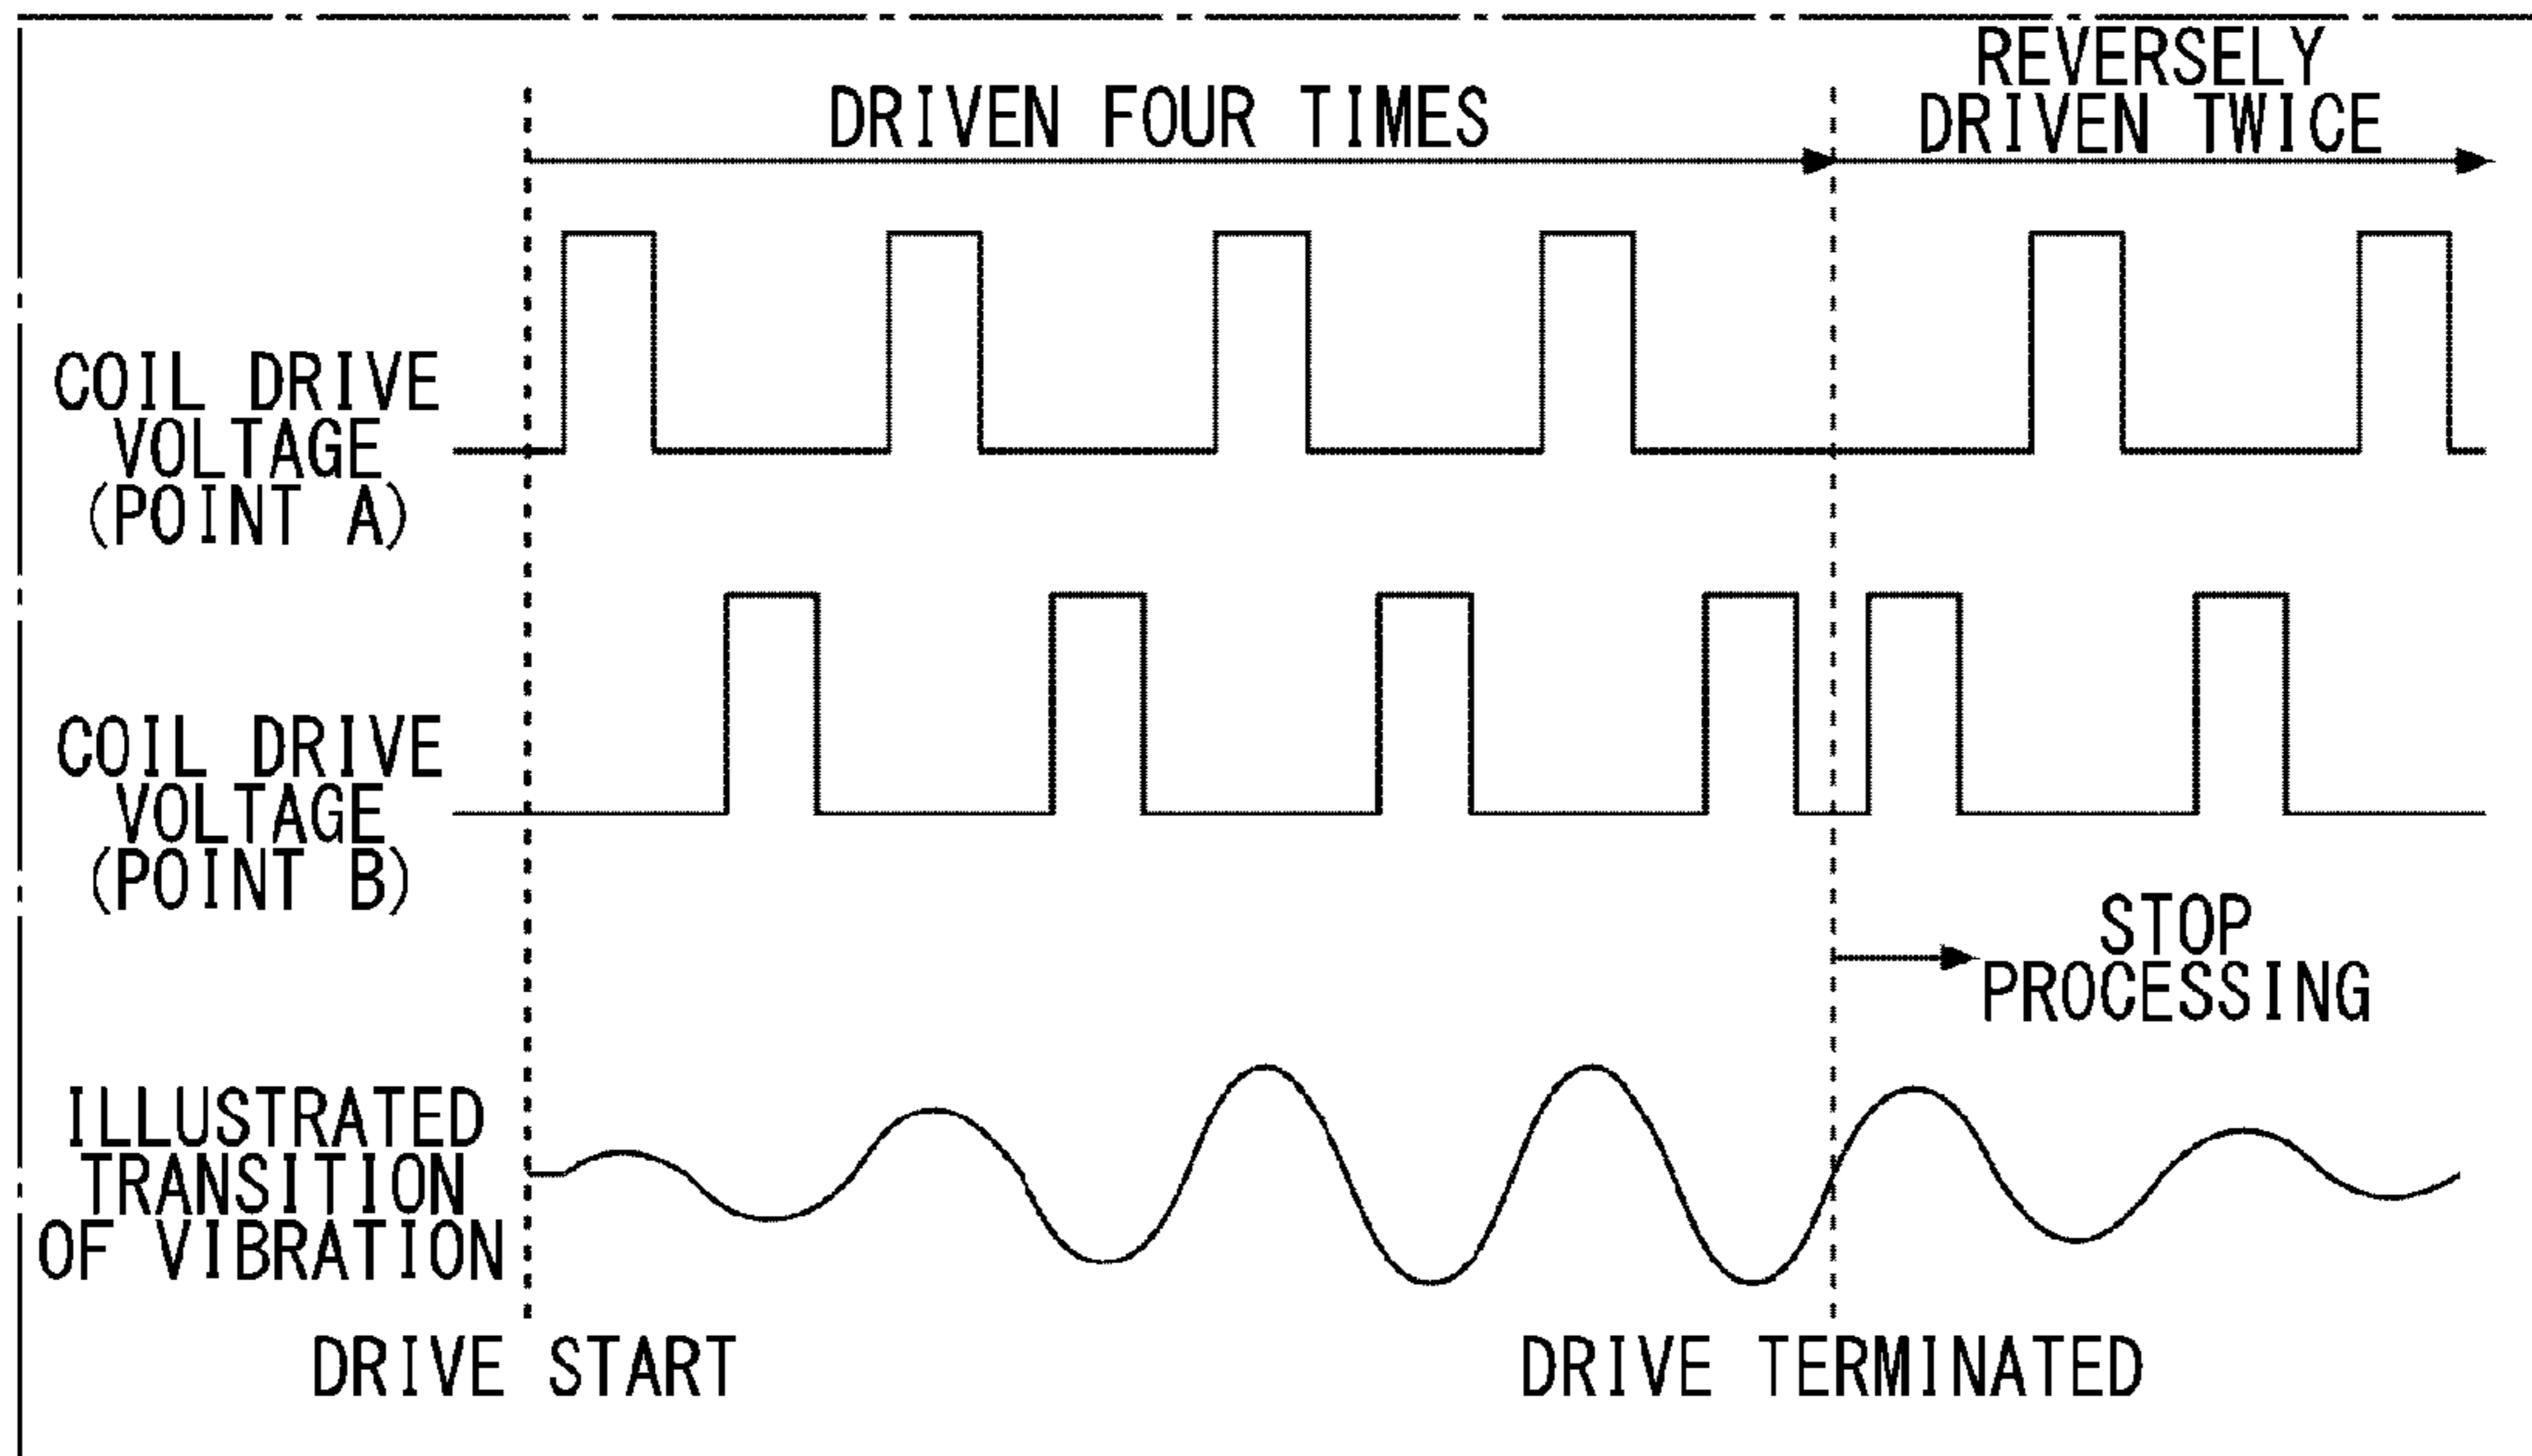 REVERSELY
DRIVEN TWICE
DRIVEN FOUR TIMES
COIL DRIVE
VOLTAGE
(POINT A)
COIL DRIVE
VOLTAGE
(POINT B)
STOP
PROCESSING
ILLUSTRATED
TRANSITION
OF VIBRATION
DRIVE START
DRIVE TERMINATED